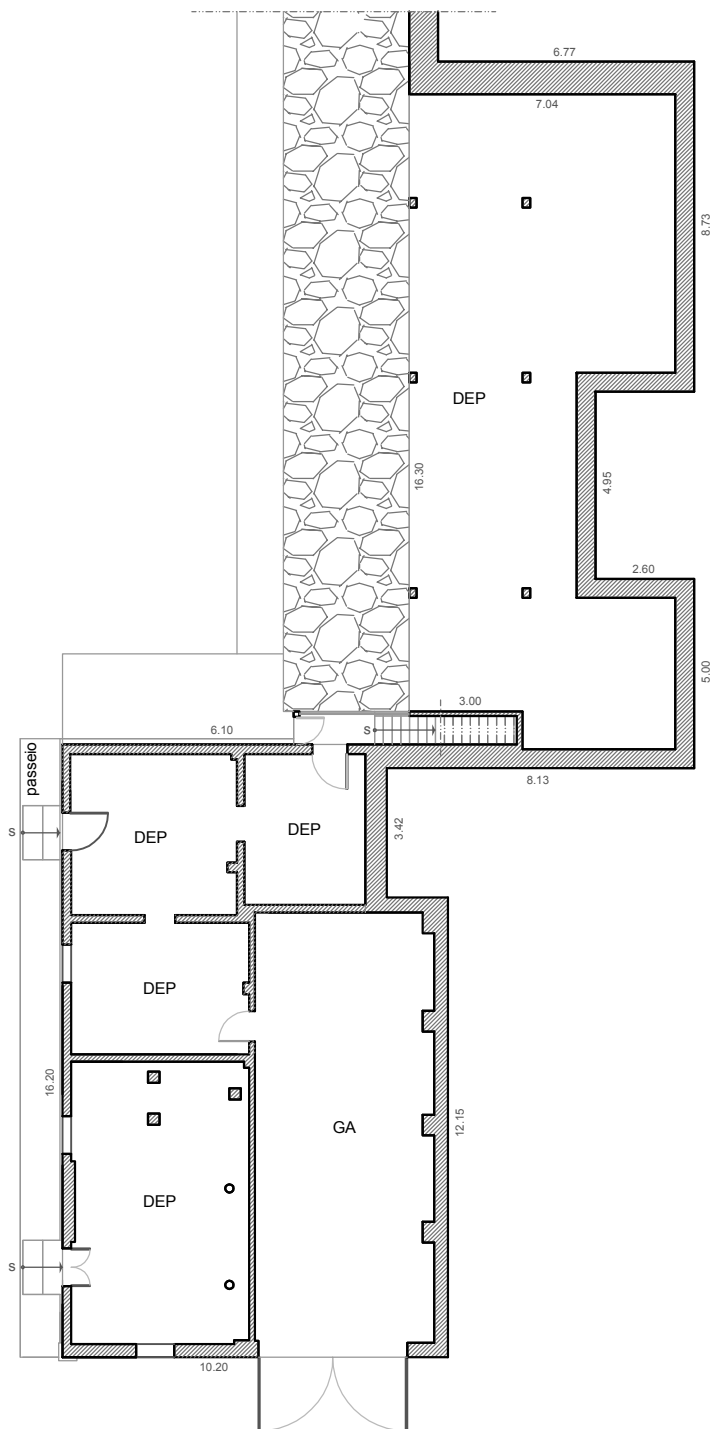 6.77
7.04
8.73
DEP
16.30
4.95
2.60
5.00
3.00
S
6.10
8.13
passeio
DEP
DEP
3.42
S
DEP
16.20
GA
12.15
DEP
S
10.20